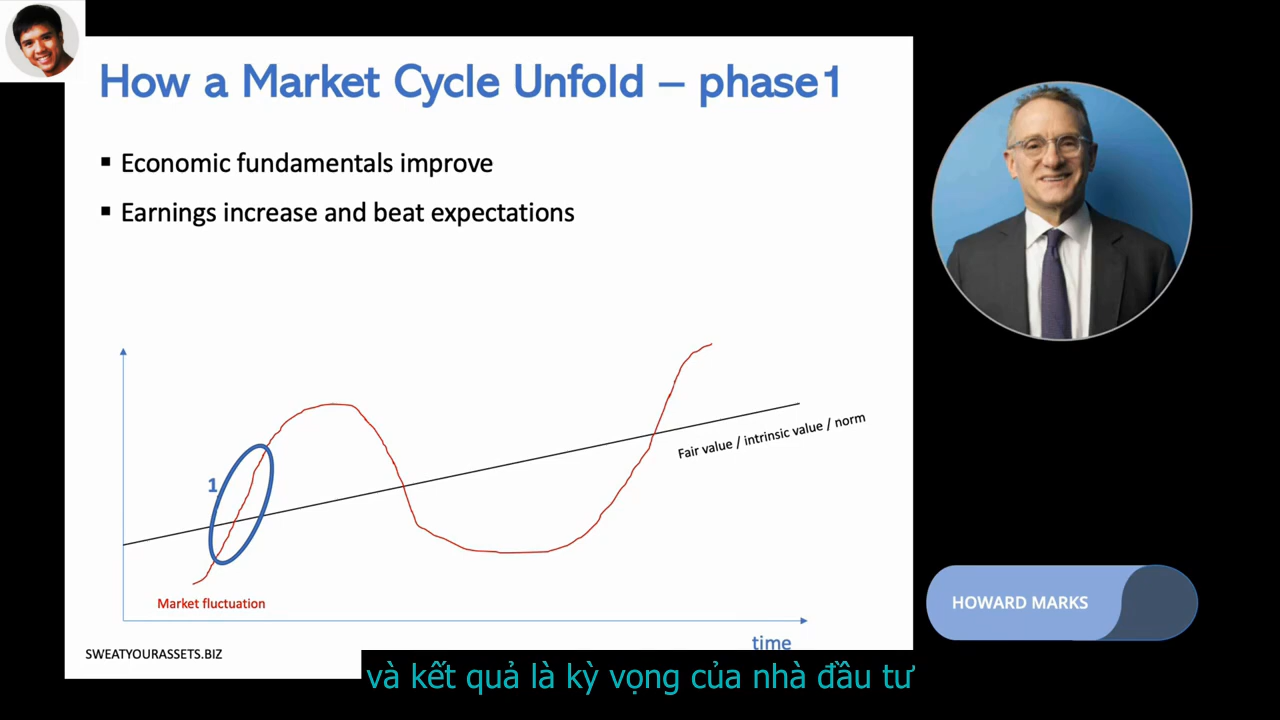 How a Market Cycle Unfold – phase1
▪ Economic fundamentals improve
▪ Earnings increase and beat expectations
1
Fair value / intrinsic value / norm
Market fluctuation
time
SWEATYOURASSETS.BIZ
HOWARD MARKS
và kết quả là kỳ vọng của nhà đầu tư